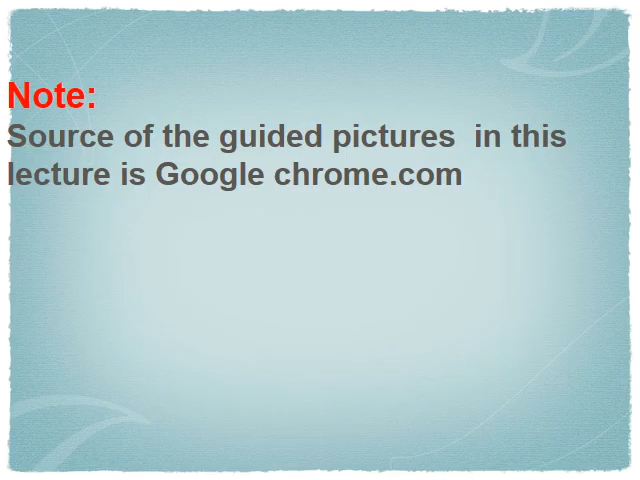 Note:
Source of the guided pictures  in this
lecture is Google chrome.com